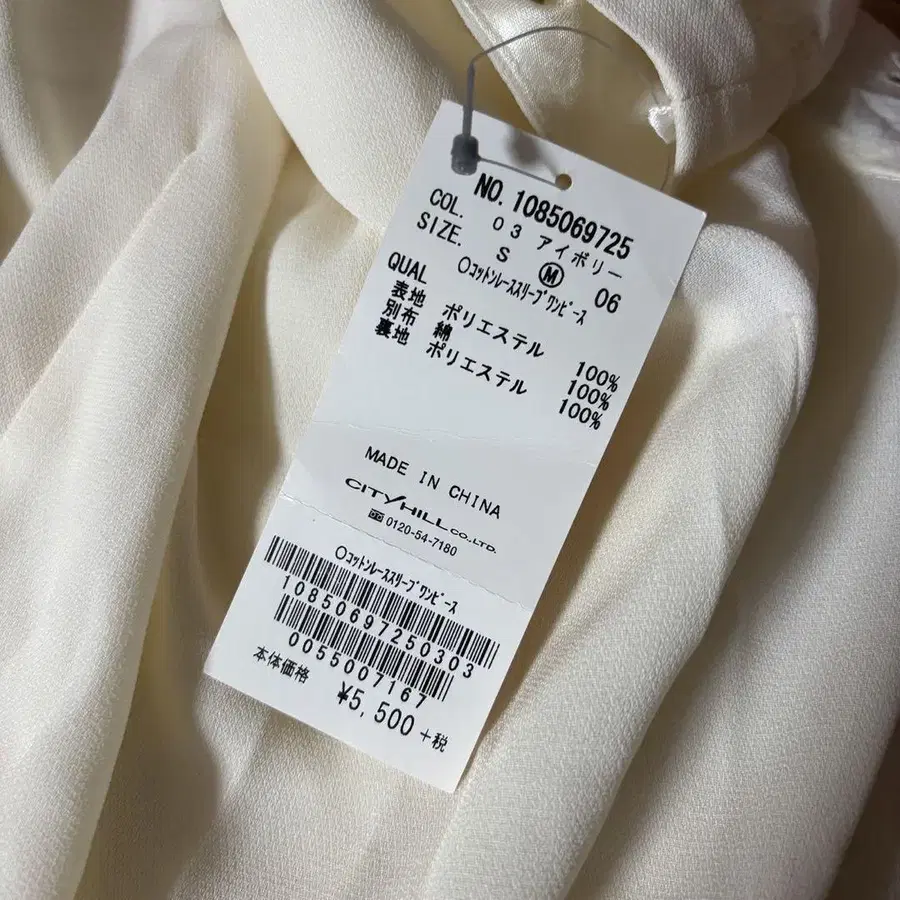 NO. 1085069725
COL. 03 アイボリー
SIZE. S Ⓜ 06
QUAL ○ｺｯﾄﾝﾚｰｽｽﾘｰﾌﾞﾜﾝﾋﾟｰｽ
表地 ポリエステル 100%
別布 綿 100%
裏地 ポリエステル 100%
MADE IN CHINA
CITY HILL CO.,LTD.
0120-54-7180
○ｺｯﾄﾝﾚｰｽｽﾘｰﾌﾞﾜﾝﾋﾟｰｽ
10850697250303
0055007167
本体価格 ¥5,500 +税